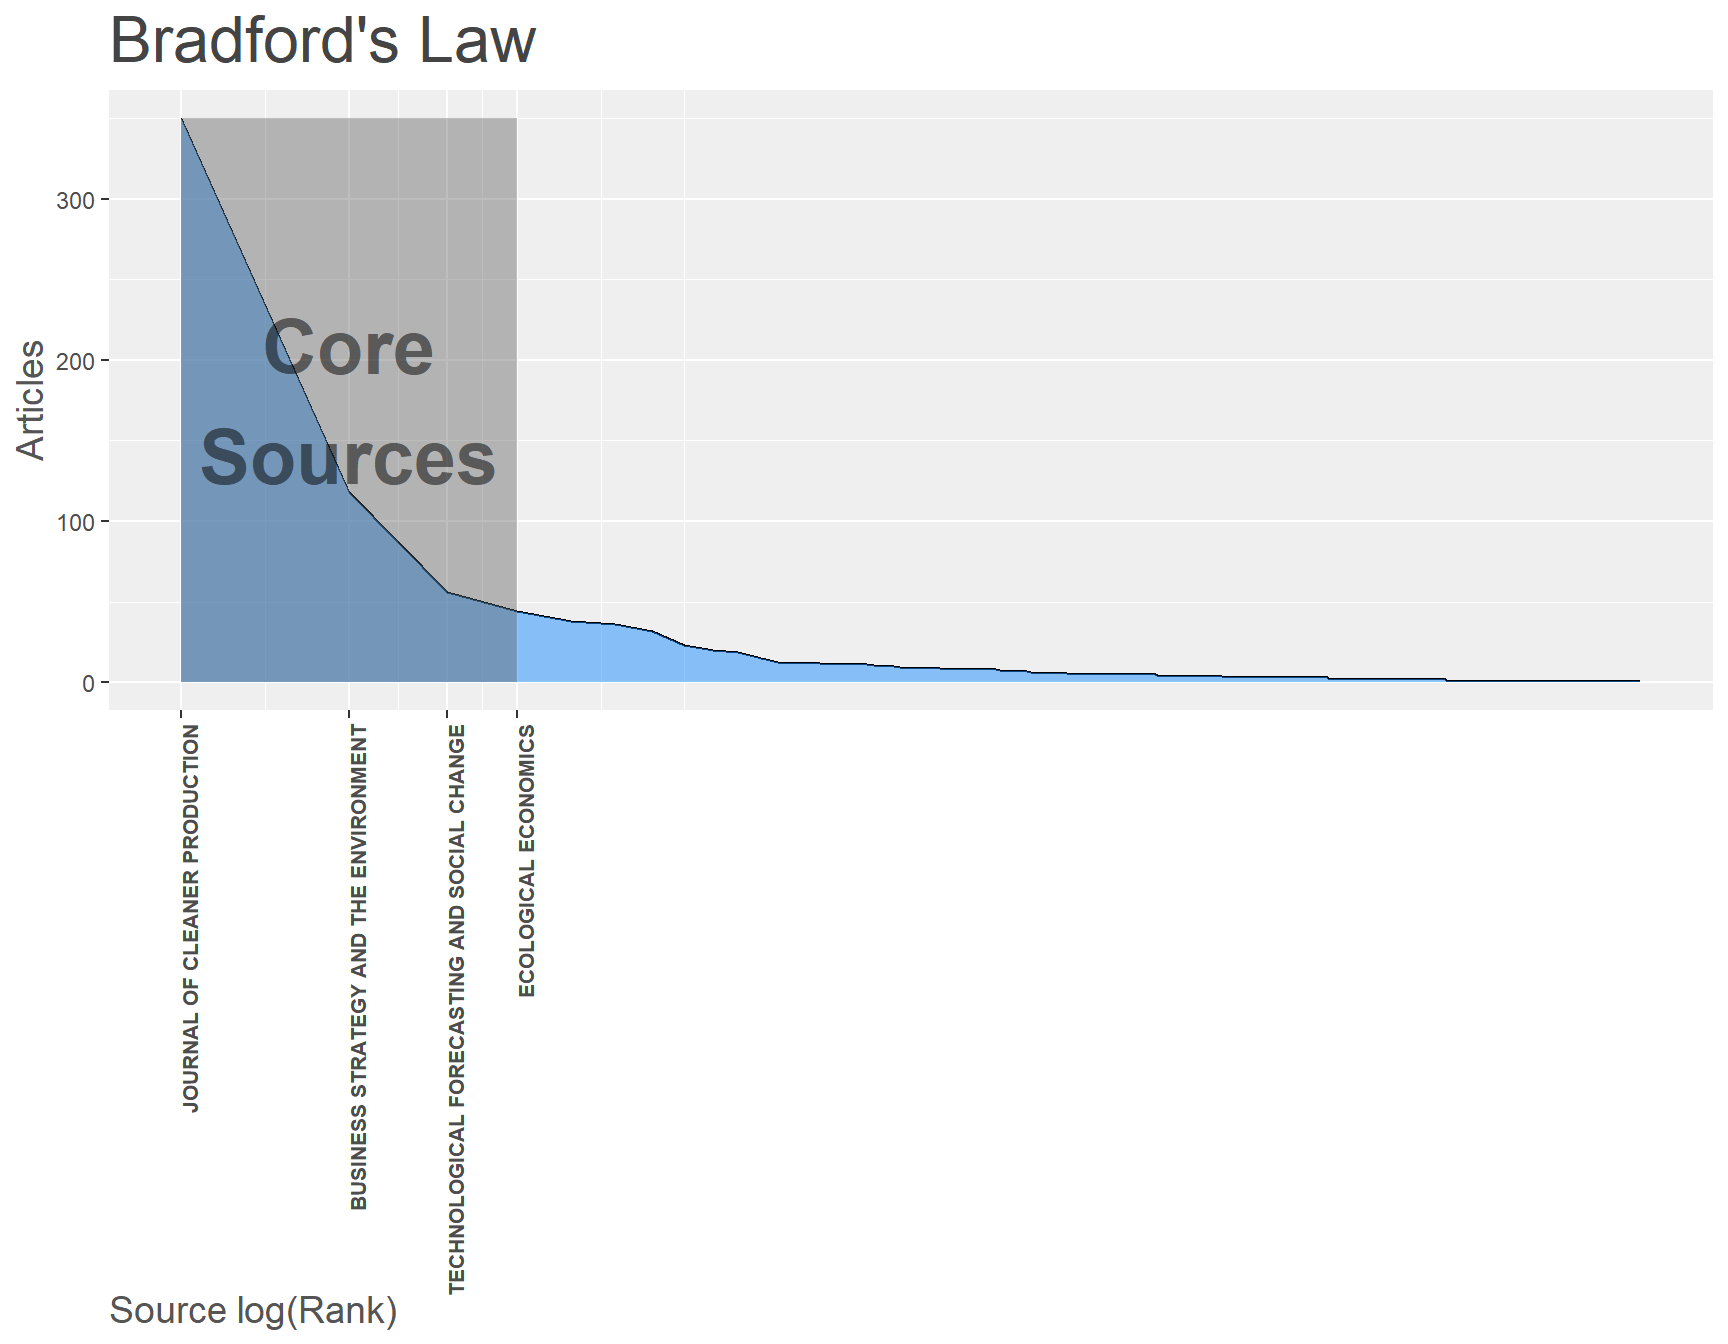 Bradford's Law
Articles
300
200
100
0
Core
Sources
JOURNAL OF CLEANER PRODUCTION
BUSINESS STRATEGY AND THE ENVIRONMENT
TECHNOLOGICAL FORECASTING AND SOCIAL CHANGE
ECOLOGICAL ECONOMICS
Source log(Rank)